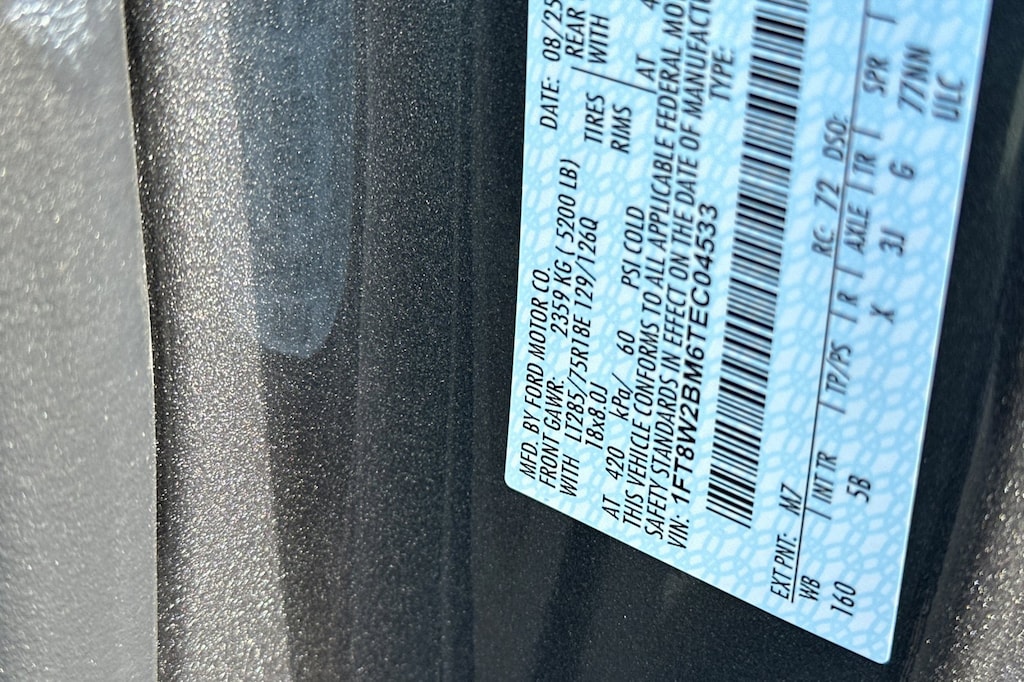 MFD. BY FORD MOTOR CO.
DATE: 08/25
FRONT GAWR: 2359 KG ( 5200 LB)
REAR
WITH LT285/75R18E 129/126Q TIRES
WITH
18x8.0J RIMS
AT 420 kPa/ 60 PSI COLD
AT 4
THIS VEHICLE CONFORMS TO ALL APPLICABLE FEDERAL MO
SAFETY STANDARDS IN EFFECT ON THE DATE OF MANUFACTU
VIN: 1FT8W2BM6TEC04533
TYPE:
EXT PNT: M7 RC: 72 DSO:
WB INT TR TP/PS R AXLE TR SPR
160 5B X 3J G 77NN
ULC